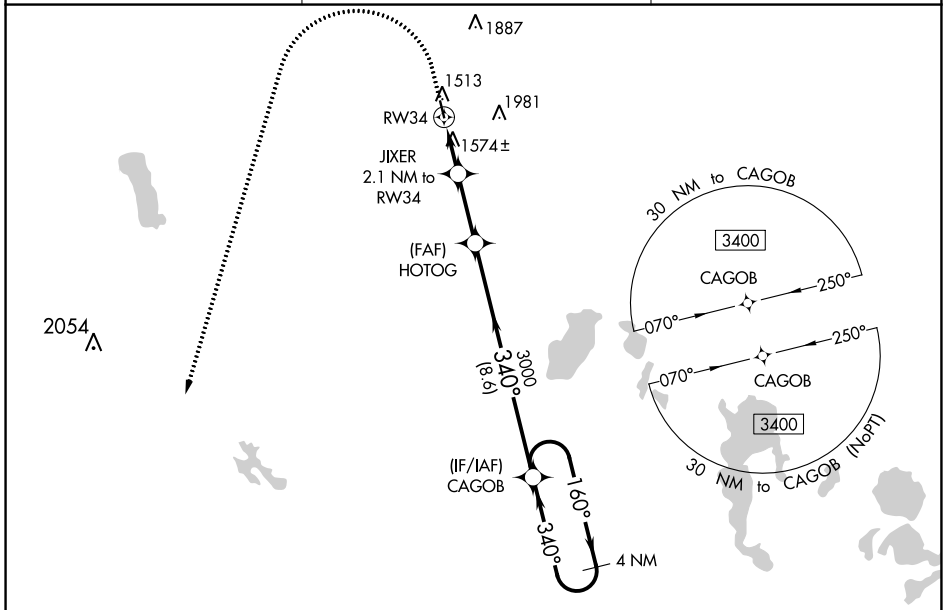 1887
1513
1981
RW34
1574±
JIXER
2.1 NM to
RW34
(FAF)
HOTOG
2054
3000
340°
(8.6)
(IF/IAF)
CAGOB
160°
340°
4 NM
30 NM to CAGOB
3400
CAGOB
250°
070°
250°
070°
CAGOB
3400
30 NM to CAGOB (NoPT)